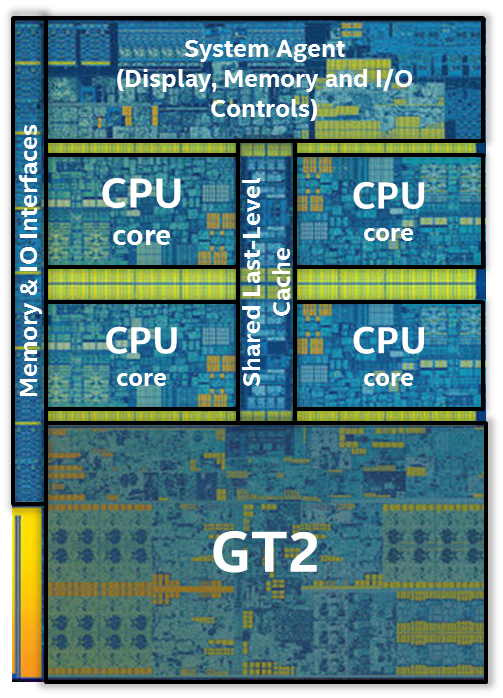 System Agent
(Display, Memory and I/O
Controls)
Memory & IO Interfaces
CPU
core
CPU
core
Shared Last-Level
Cache
CPU
core
CPU
core
GT2